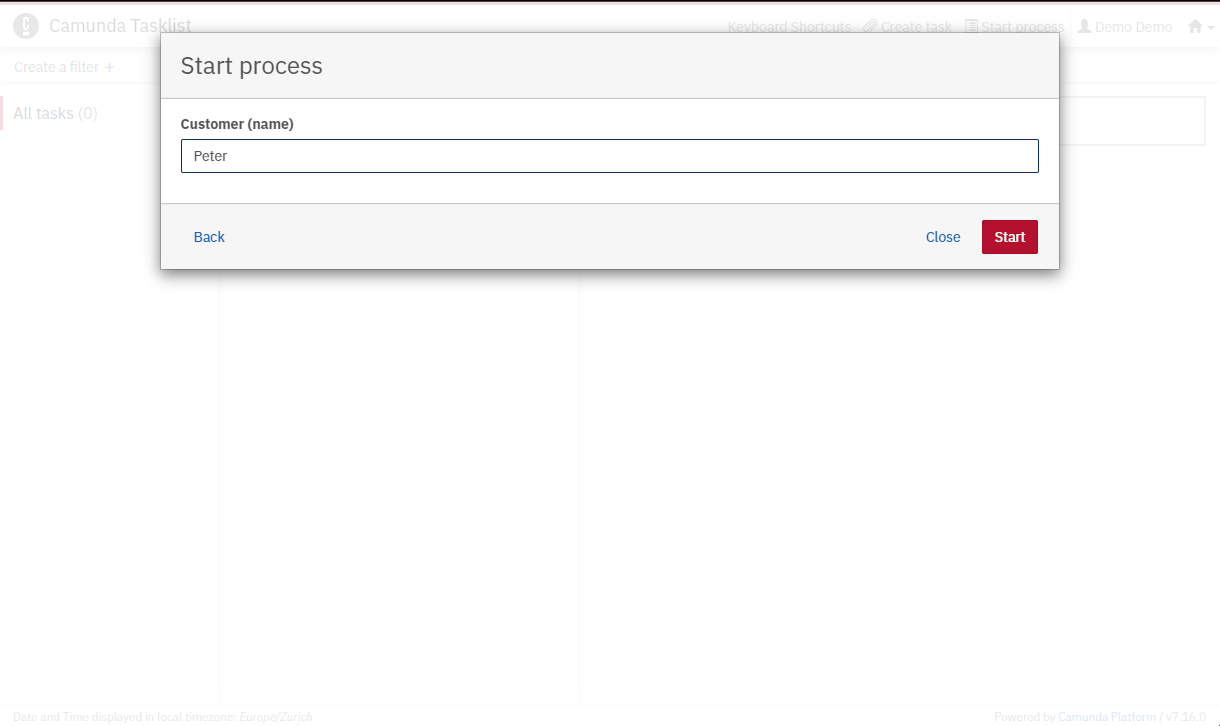 Camunda Tasklist
Keyboard Shortcuts Create task Start process Demo Demo
Create a filter +
All tasks (0)
Start process
Customer (name)
Peter
Back Close Start
Date and Time displayed in local timezone: Europe/Zurich
Powered by Camunda Platform / v7.16.0